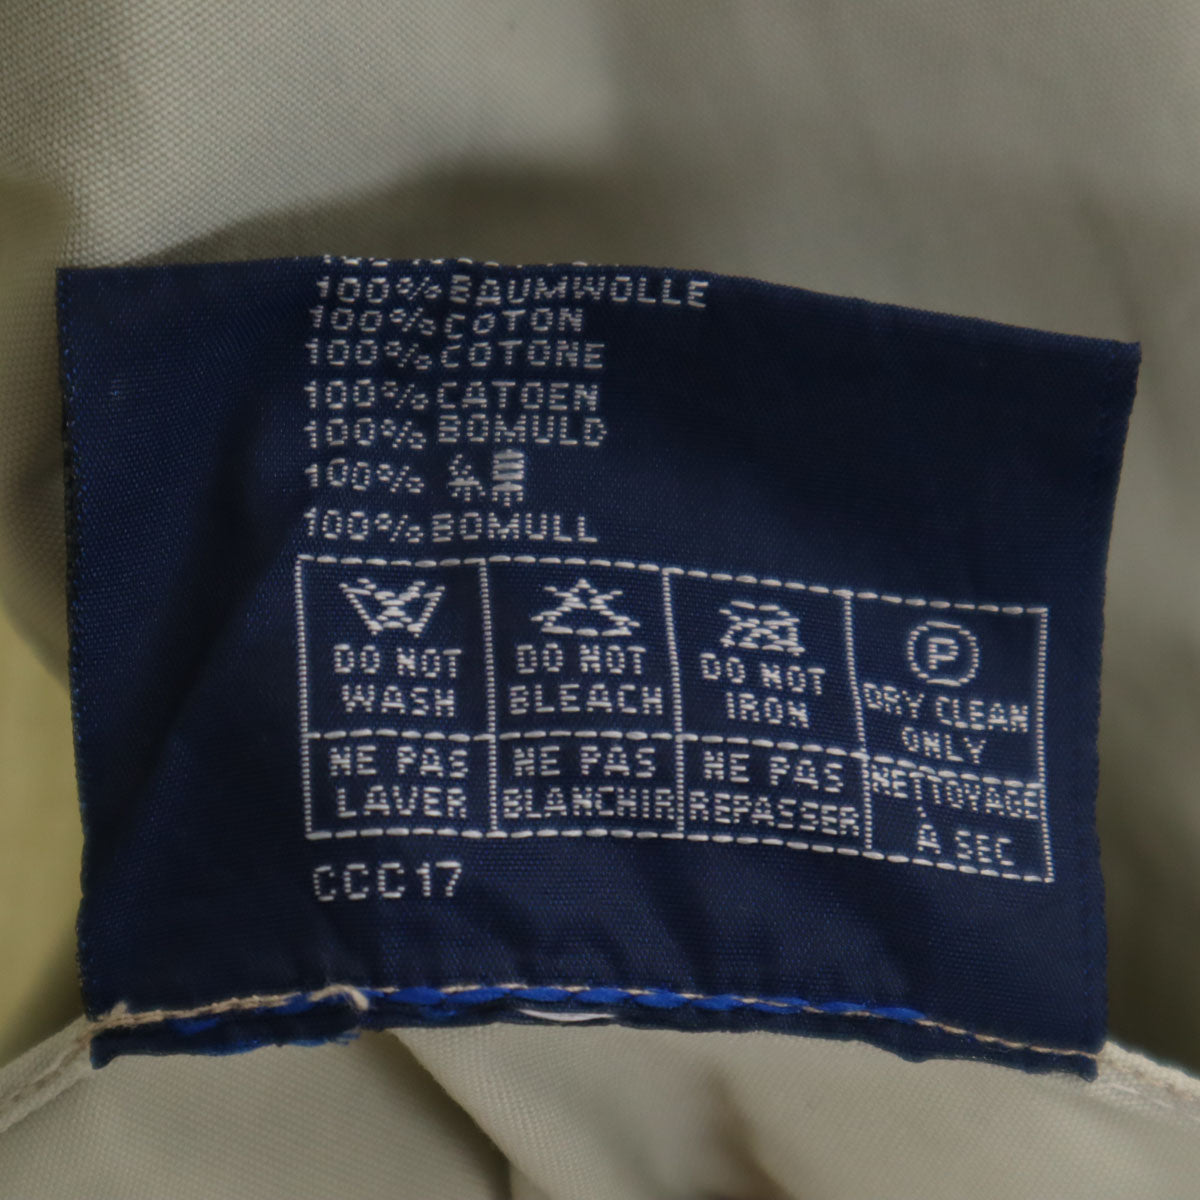 100% BAUMWOLLE
100% COTON
100% COTONE
100% CATOEN
100% BOMULD
100%
100% BOMULL
DO NOT
WASH
DO NOT
BLEACH
DO NOT
IRON
P
DRY CLEAN
ONLY
NE PAS
LAVER
NE PAS
BLANCHIR
NE PAS
REPASSER
NETTOYAGE
À SEC
CCC17